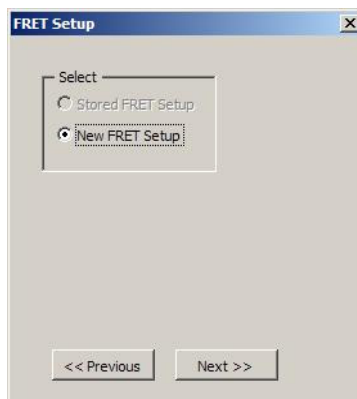 FRET Setup
Select
Stored FRET Setup
New FRET Setup
<< Previous
Next >>